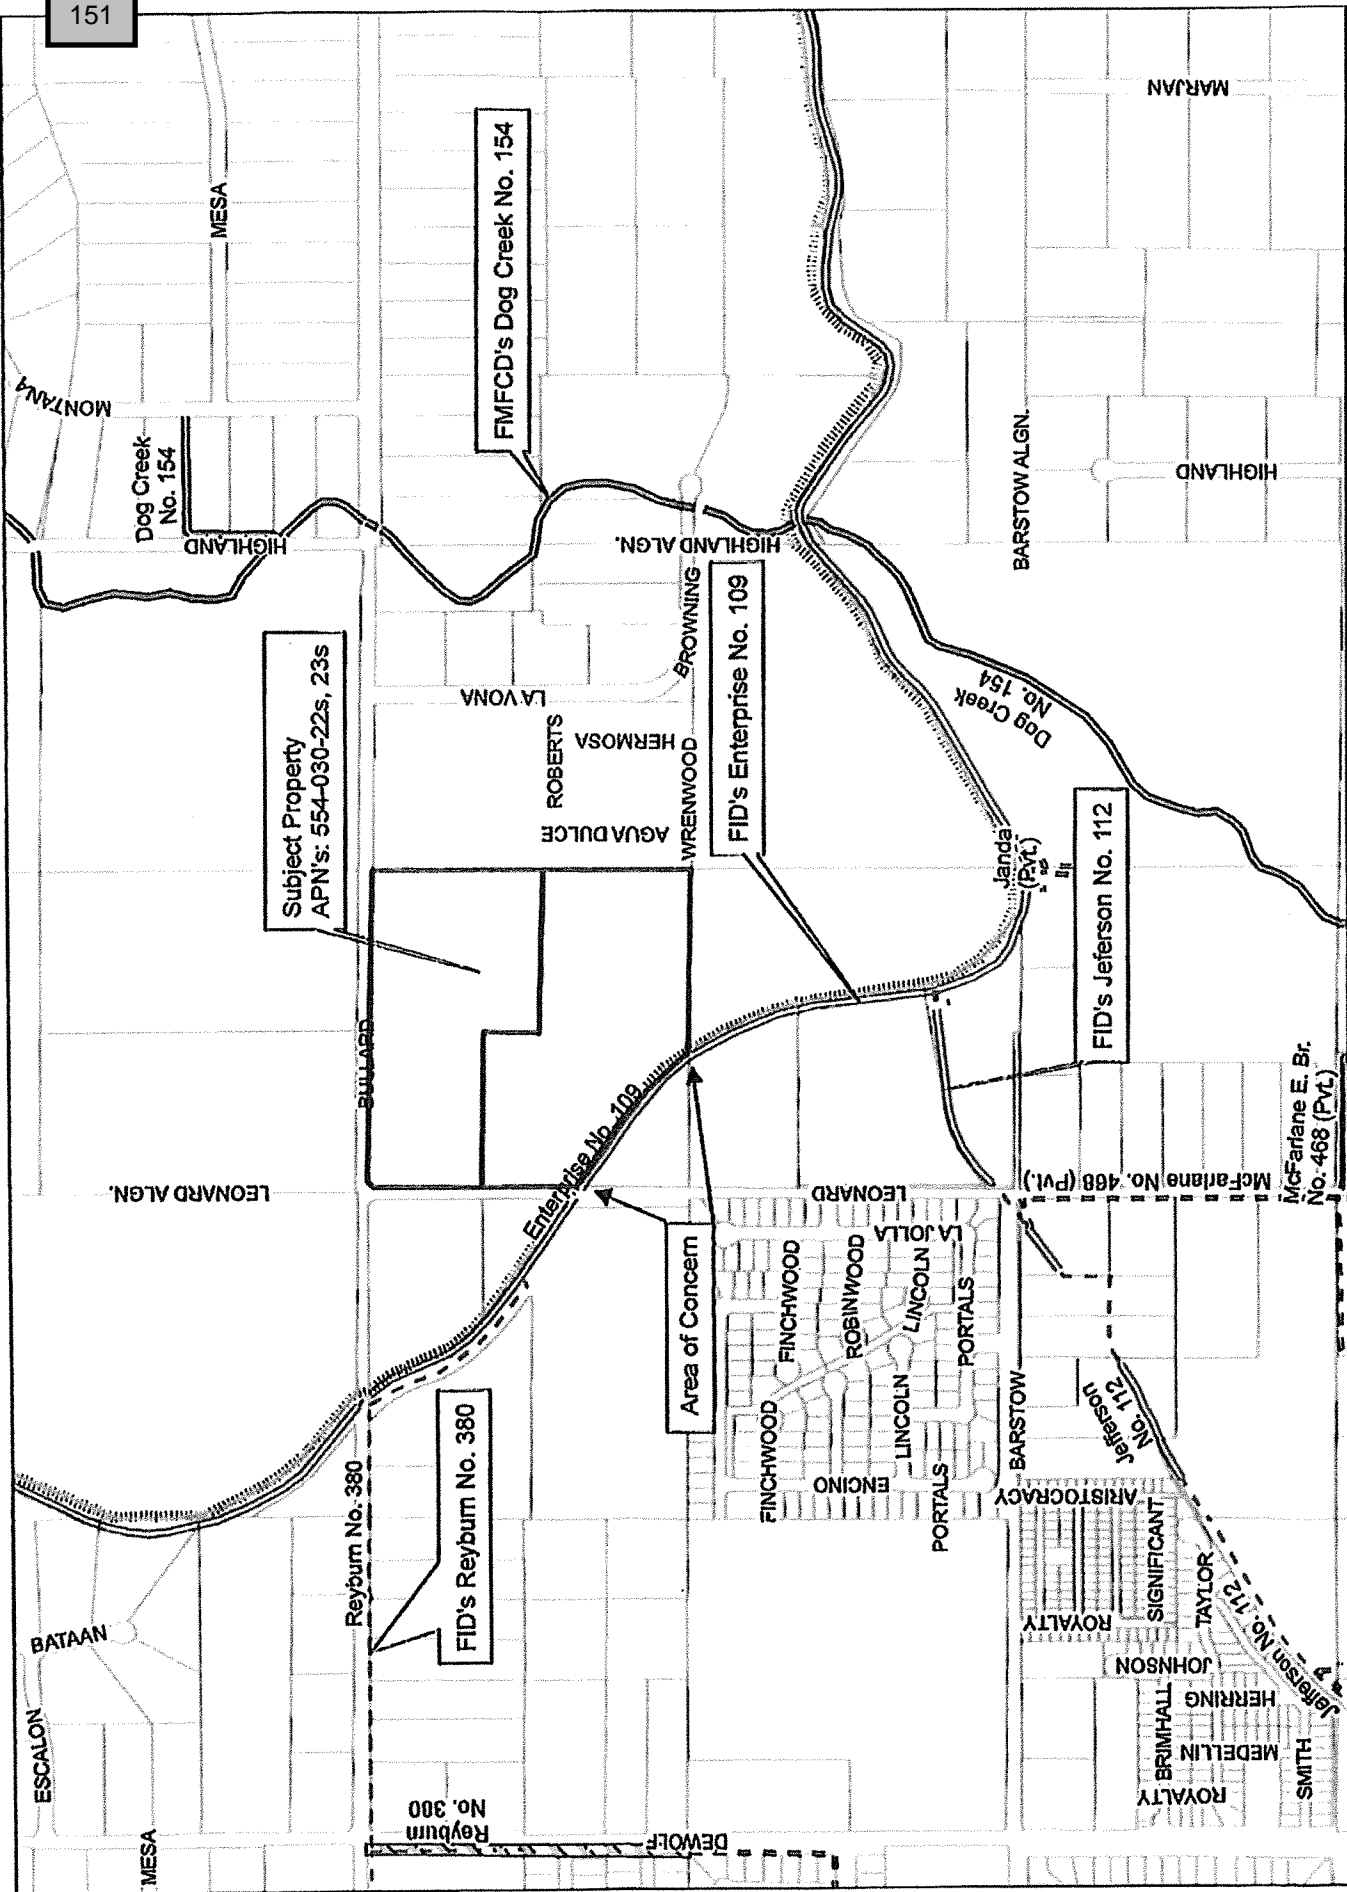 151
MESA
MARJAN
MONTANA
Dog Creek
No. 154
FMFCD's Dog Creek No. 154
HIGHLAND
HIGHLAND ALGN.
BARSTOW ALGN.
HIGHLAND
Subject Property
APN's: 554-030-22s, 23s
LA VONA
BROWNING
ROBERTS
HERMOSA
AGUA DULCE
WRENWOOD
FID's Enterprise No. 109
Dog Creek
No. 154
Janda
(Pvt.)
FID's Jeferson No. 112
BULLARD
Enterprise No. 109
LEONARD ALGN.
LEONARD
McFarlane No. 468 (Pvt.)
McFarlane E. Br.
No. 468 (Pvt.)
Area of Concern
LA JOLLA
FINCHWOOD
ROBINWOOD
LINCOLN
PORTALS
FINCHWOOD
ENCINO
LINCOLN
PORTALS
BARSTOW
Jefferson
No. 112
ARISTOCRACY
Reyburn No. 380
FID's Reyburn No. 380
SIGNIFICANT
TAYLOR
ROYALTY
Jefferson No. 112
JOHNSON
HERRING
BRIMHALL
MEDELLIN
ROYALTY
SMITH
BATAAN
ESCALON
MESA
Reyburn
No. 380
DEWOLF